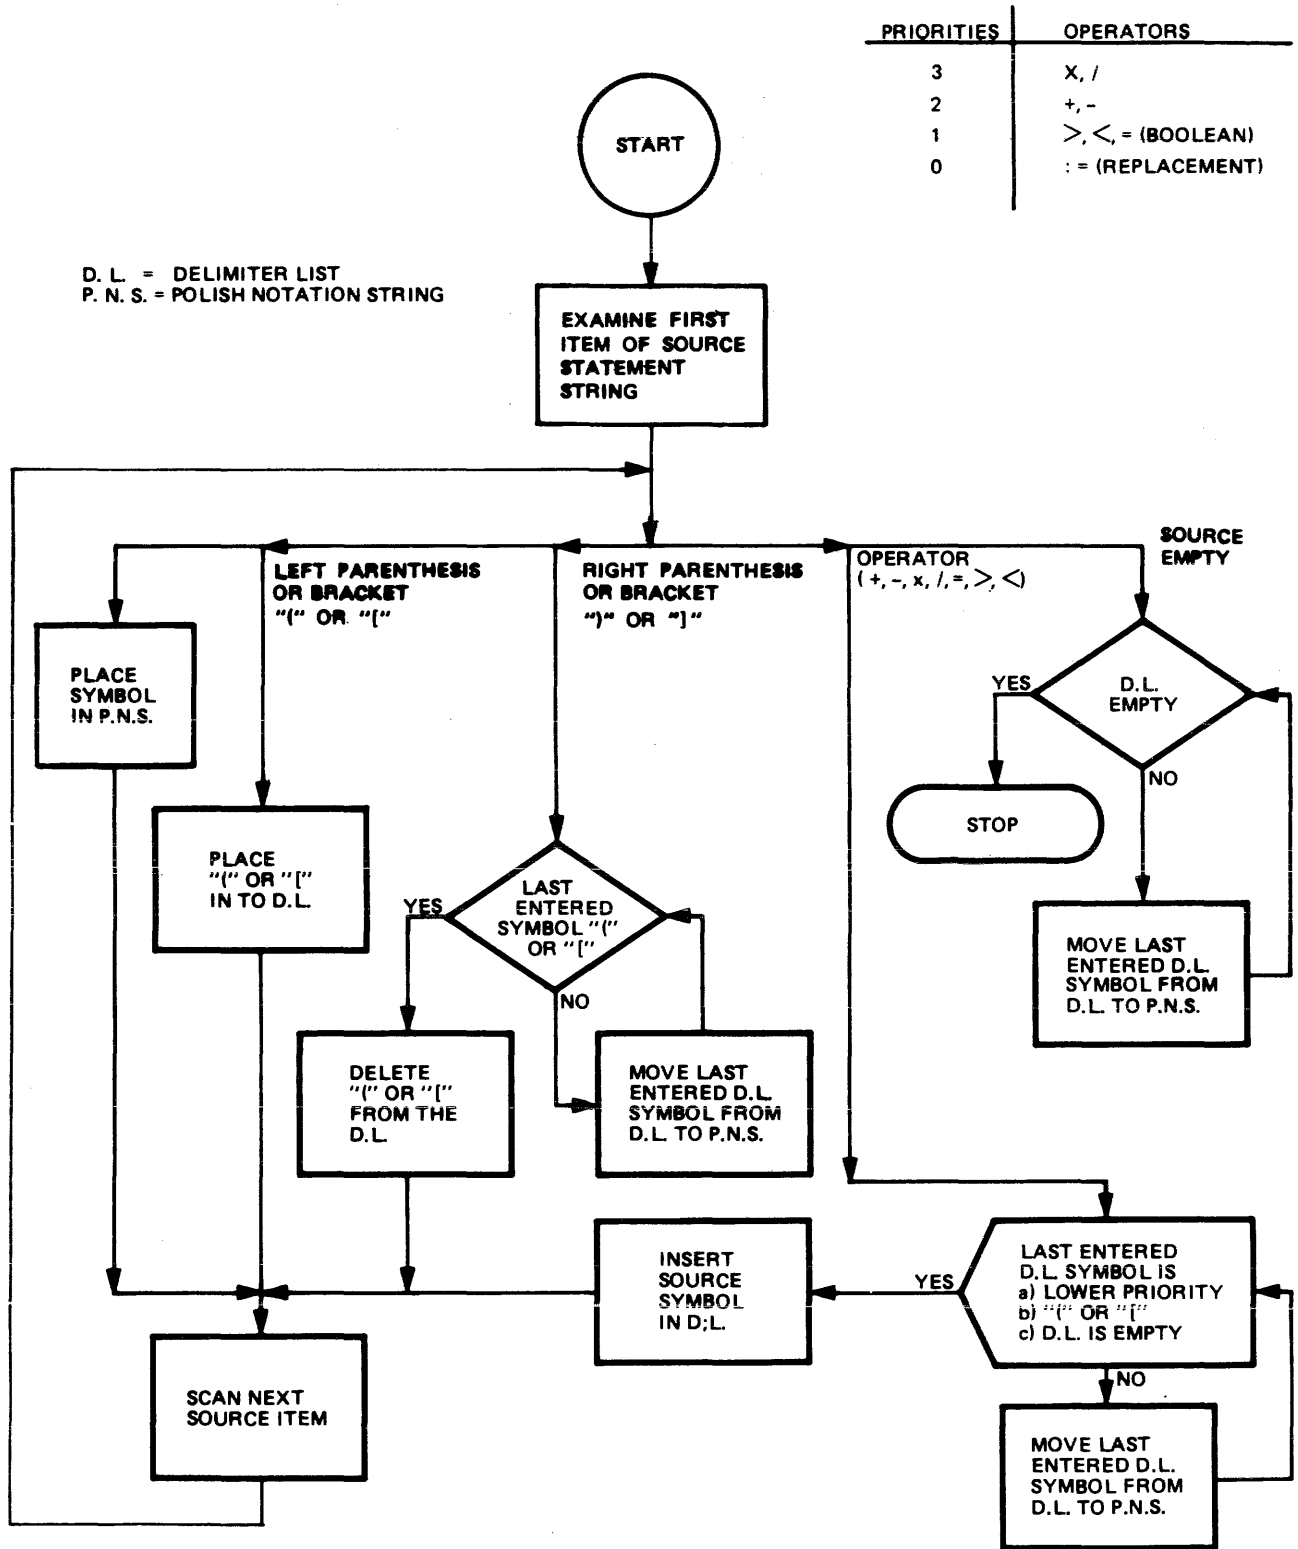 PRIORITIES OPERATORS
3 X, /
2 +, -
1 >, <, = (BOOLEAN)
0 : = (REPLACEMENT)
START
D. L. = DELIMITER LIST
P. N. S. = POLISH NOTATION STRING
EXAMINE FIRST
ITEM OF SOURCE
STATEMENT
STRING
LEFT PARENTHESIS
OR BRACKET
"(" OR "["
RIGHT PARENTHESIS
OR BRACKET
")" OR "]"
OPERATOR
( +, -, x, /, =, >, <)
SOURCE
EMPTY
PLACE
SYMBOL
IN P.N.S.
YES
D.L.
EMPTY
NO
STOP
PLACE
"(" OR "["
IN TO D.L.
YES
LAST
ENTERED
SYMBOL "("
OR "["
NO
MOVE LAST
ENTERED D.L.
SYMBOL FROM
D.L. TO P.N.S.
DELETE
"(" OR "["
FROM THE
D.L.
MOVE LAST
ENTERED D.L.
SYMBOL FROM
D.L. TO P.N.S.
INSERT
SOURCE
SYMBOL
IN D;L.
YES
LAST ENTERED
D.L. SYMBOL IS
a) LOWER PRIORITY
b) "(" OR "["
c) D.L. IS EMPTY
NO
SCAN NEXT
SOURCE ITEM
MOVE LAST
ENTERED D.L.
SYMBOL FROM
D.L. TO P.N.S.